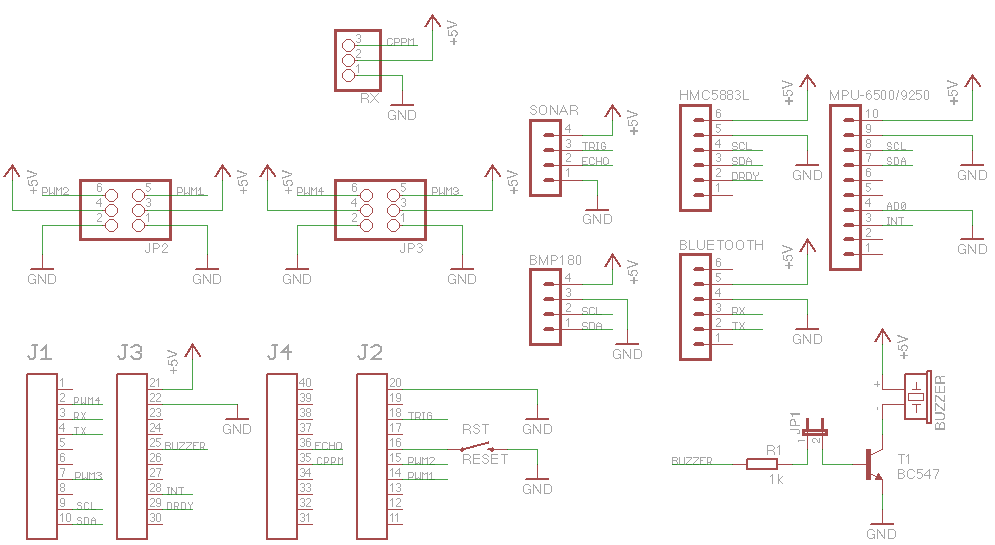 +5V
3 CPPM1
2
1
RX
GND
SONAR
+5V
4
3 TRIG
2 ECHO
1
GND
HMC5883L
+5V
6
5
4 SCL
3 SDA
2 DRDY
1
GND
MPU-6500/9250
+5V
10
9
8 SCL
7 SDA
6
5
4 AD0
3 INT
2
1
GND
GND
+5V
PWM2 6 5 PWM1
4 3
2 1
+5V
GND
JP2
GND
+5V
PWM4 6 5 PWM3
4 3
2 1
+5V
GND
JP3
GND
BMP180
+5V
4
3
2 SCL
1 SDA
GND
BLUETOOTH
+5V
6
5
4
3 RX
2 TX
1
GND
J1
1
2 PWM4
3 RX
4 TX
5
6
7 PWM3
8
9 SCL
10 SDA
J3
+5V
21
22
23
24
25 BUZZER
26
27
28 INT
29 DRDY
30
GND
J4
40
39
38
37
36 ECHO
35 CPPM
34
33
32
31
J2
20
19
18 TRIG
17
16
15 PWM2
14 PWM1
13
12
11
GND
RST
RESET
GND
+5V
+
-
BUZZER
JP1
1
2
BUZZER
R1
1k
T1
BC547
GND